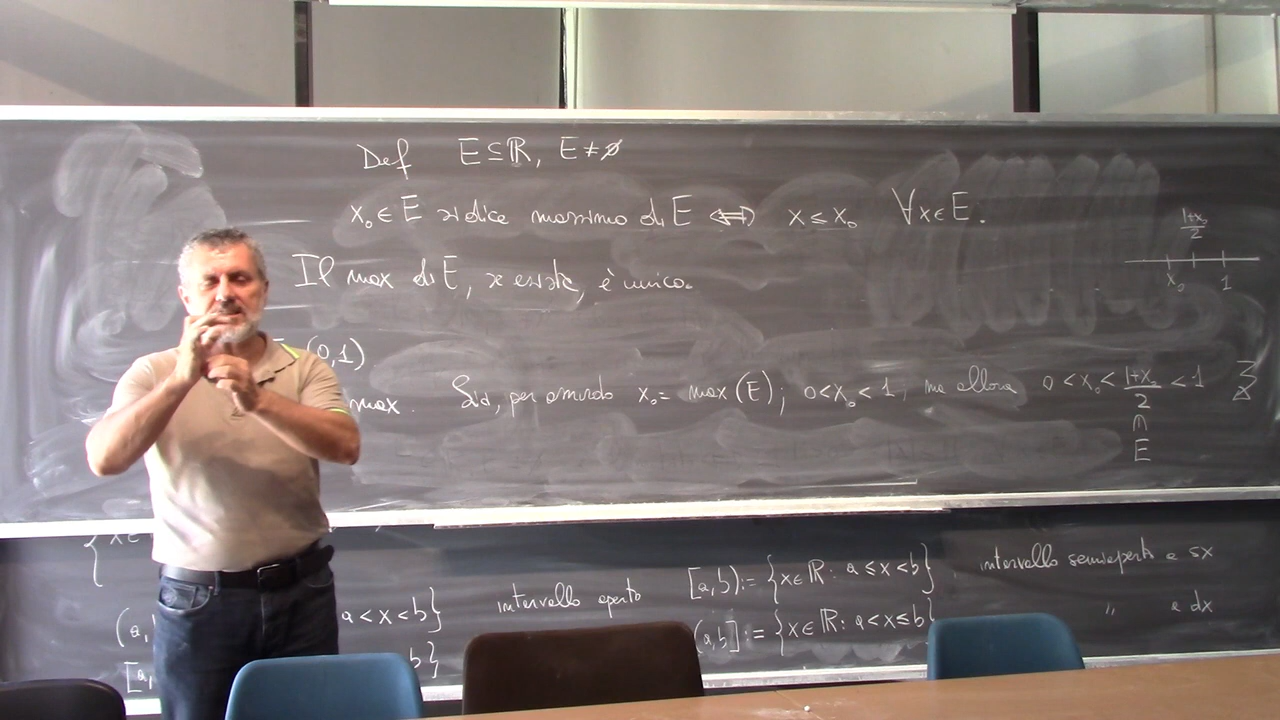 Def E ⊆ ℝ, E ≠ ∅
x₀ ∈ E si dice massimo di E ⟺ x ≤ x₀ ∀x ∈ E.
Il max di E, se esiste, è unico.
1+x₀/2
x₀ 1
(0,1)
max. Sia, per assurdo x₀ = max(E); 0<x₀<1, ma allora 0<x₀<1+x₀/2<1
∈
E
{x∈
(a, a<x<b} intervallo aperto [a,b):={x∈ℝ: a≤x<b}, intervallo semiaperto a sx
[a, b} (a,b]:={x∈ℝ: a<x≤b} " a dx